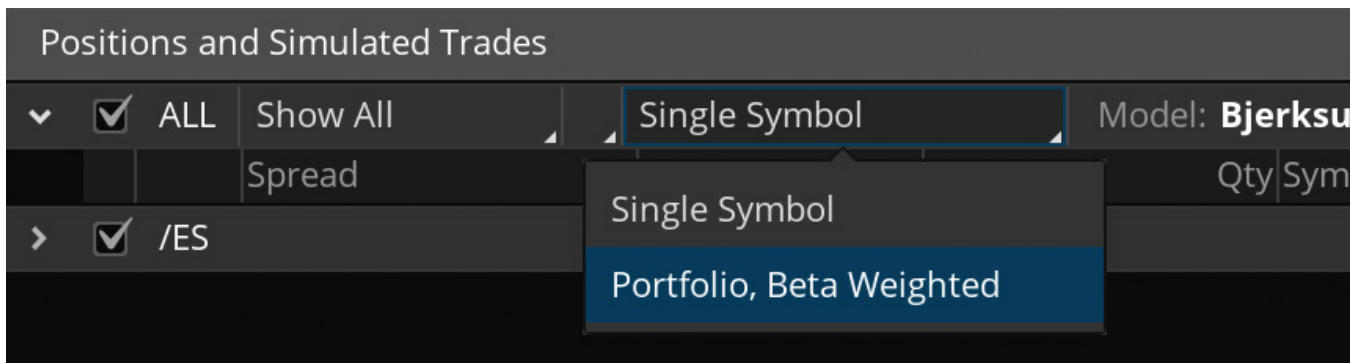 Positions and Simulated Trades
ALL Show All Single Symbol Model:
Spread Qty
Single Symbol
/ES
Portfolio, Beta Weighted